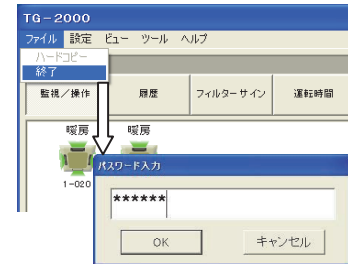 TG-2000
ファイル 設定 ビュー ツール ヘルプ
ハードコピー
終了
監視/操作 履歴 フィルターサイン 運転時間
暖房 暖房
1-020
パスワード入力
******
OK キャンセル